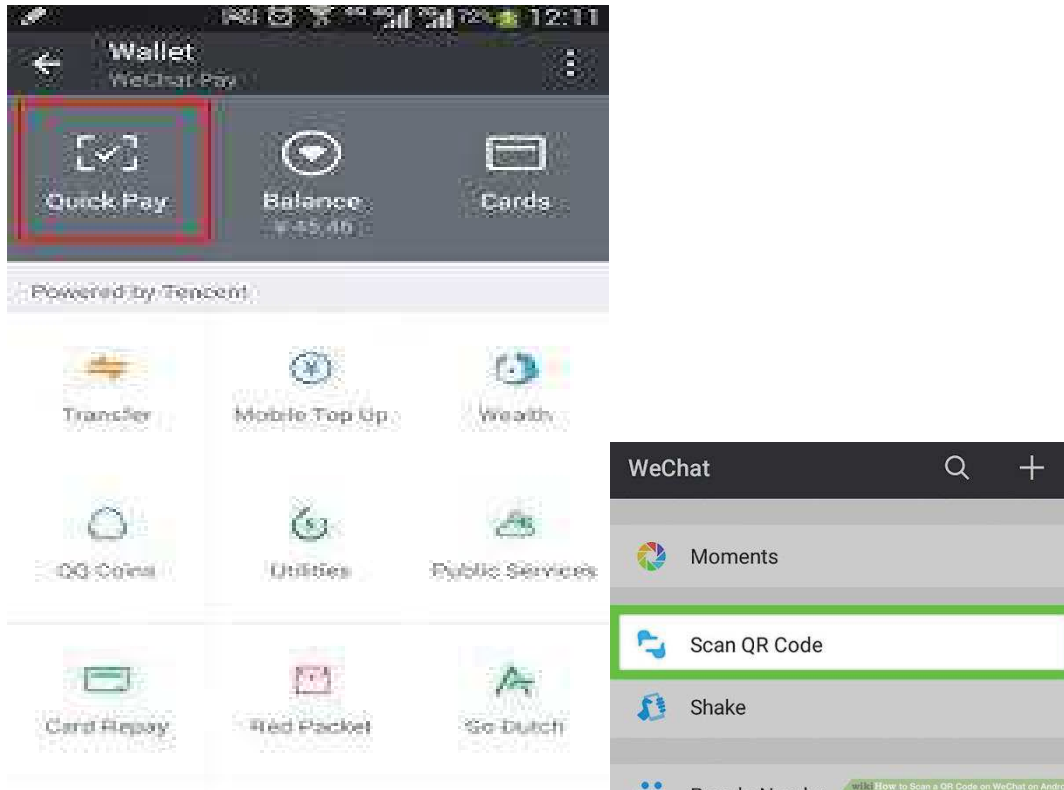 72% 12:11
Wallet
WeChat Pay
Quick Pay Balance Cards
Powered by Tencent
Transfer Mobile Top Up Wealth
QQ Coins Utilities Public Services
Card Repay Red Packet Go Dutch
WeChat
Moments
Scan QR Code
Shake
wikiHow to Scan a QR Code on WeChat on